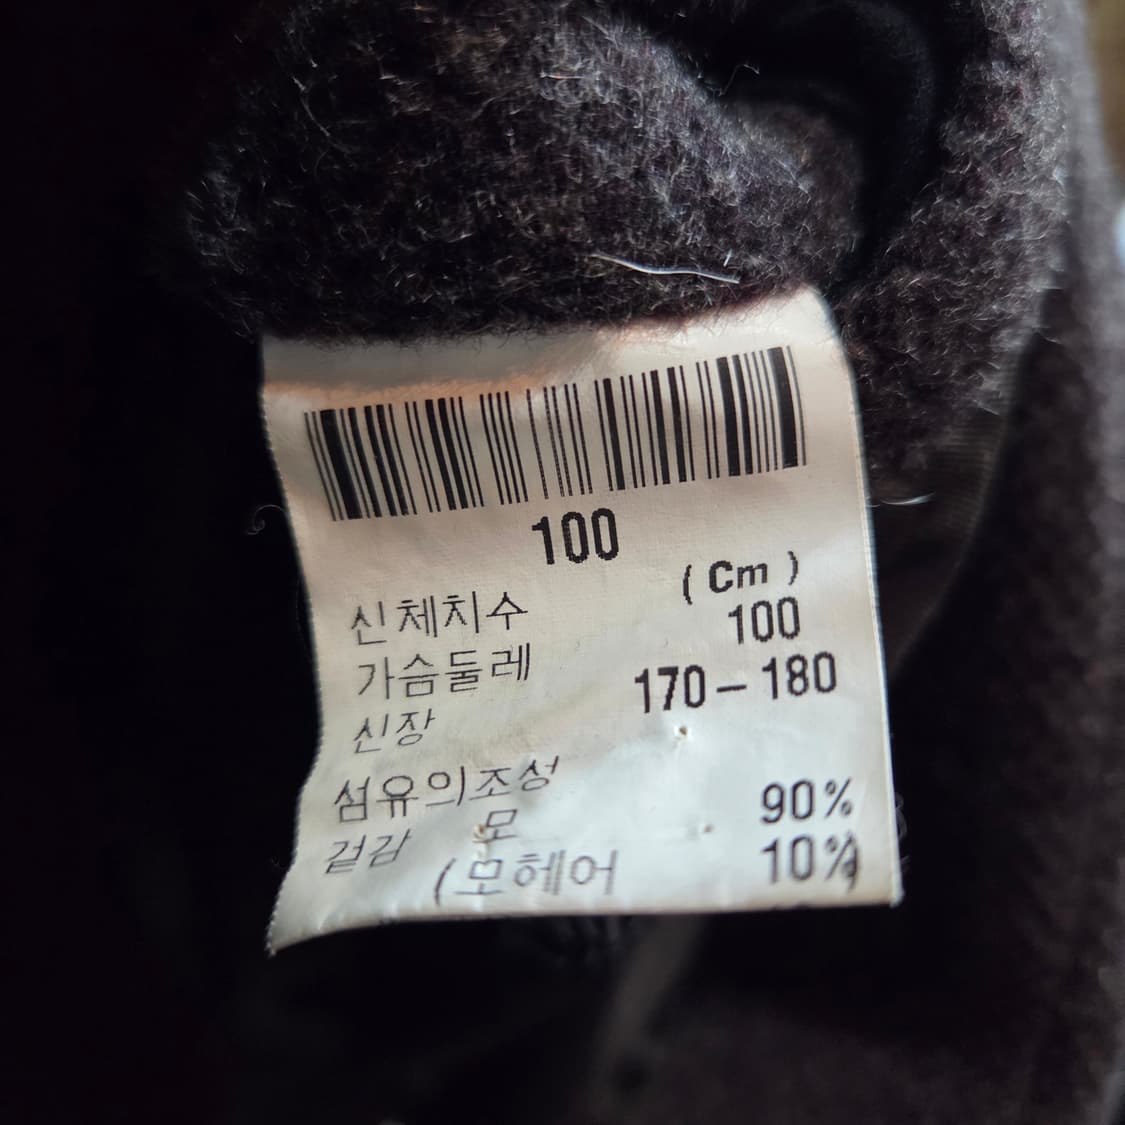 100
(Cm)
신체치수
가슴둘레 100
신장 170-180
섬유의조성
겉감 모 90%
(모헤어 10%)